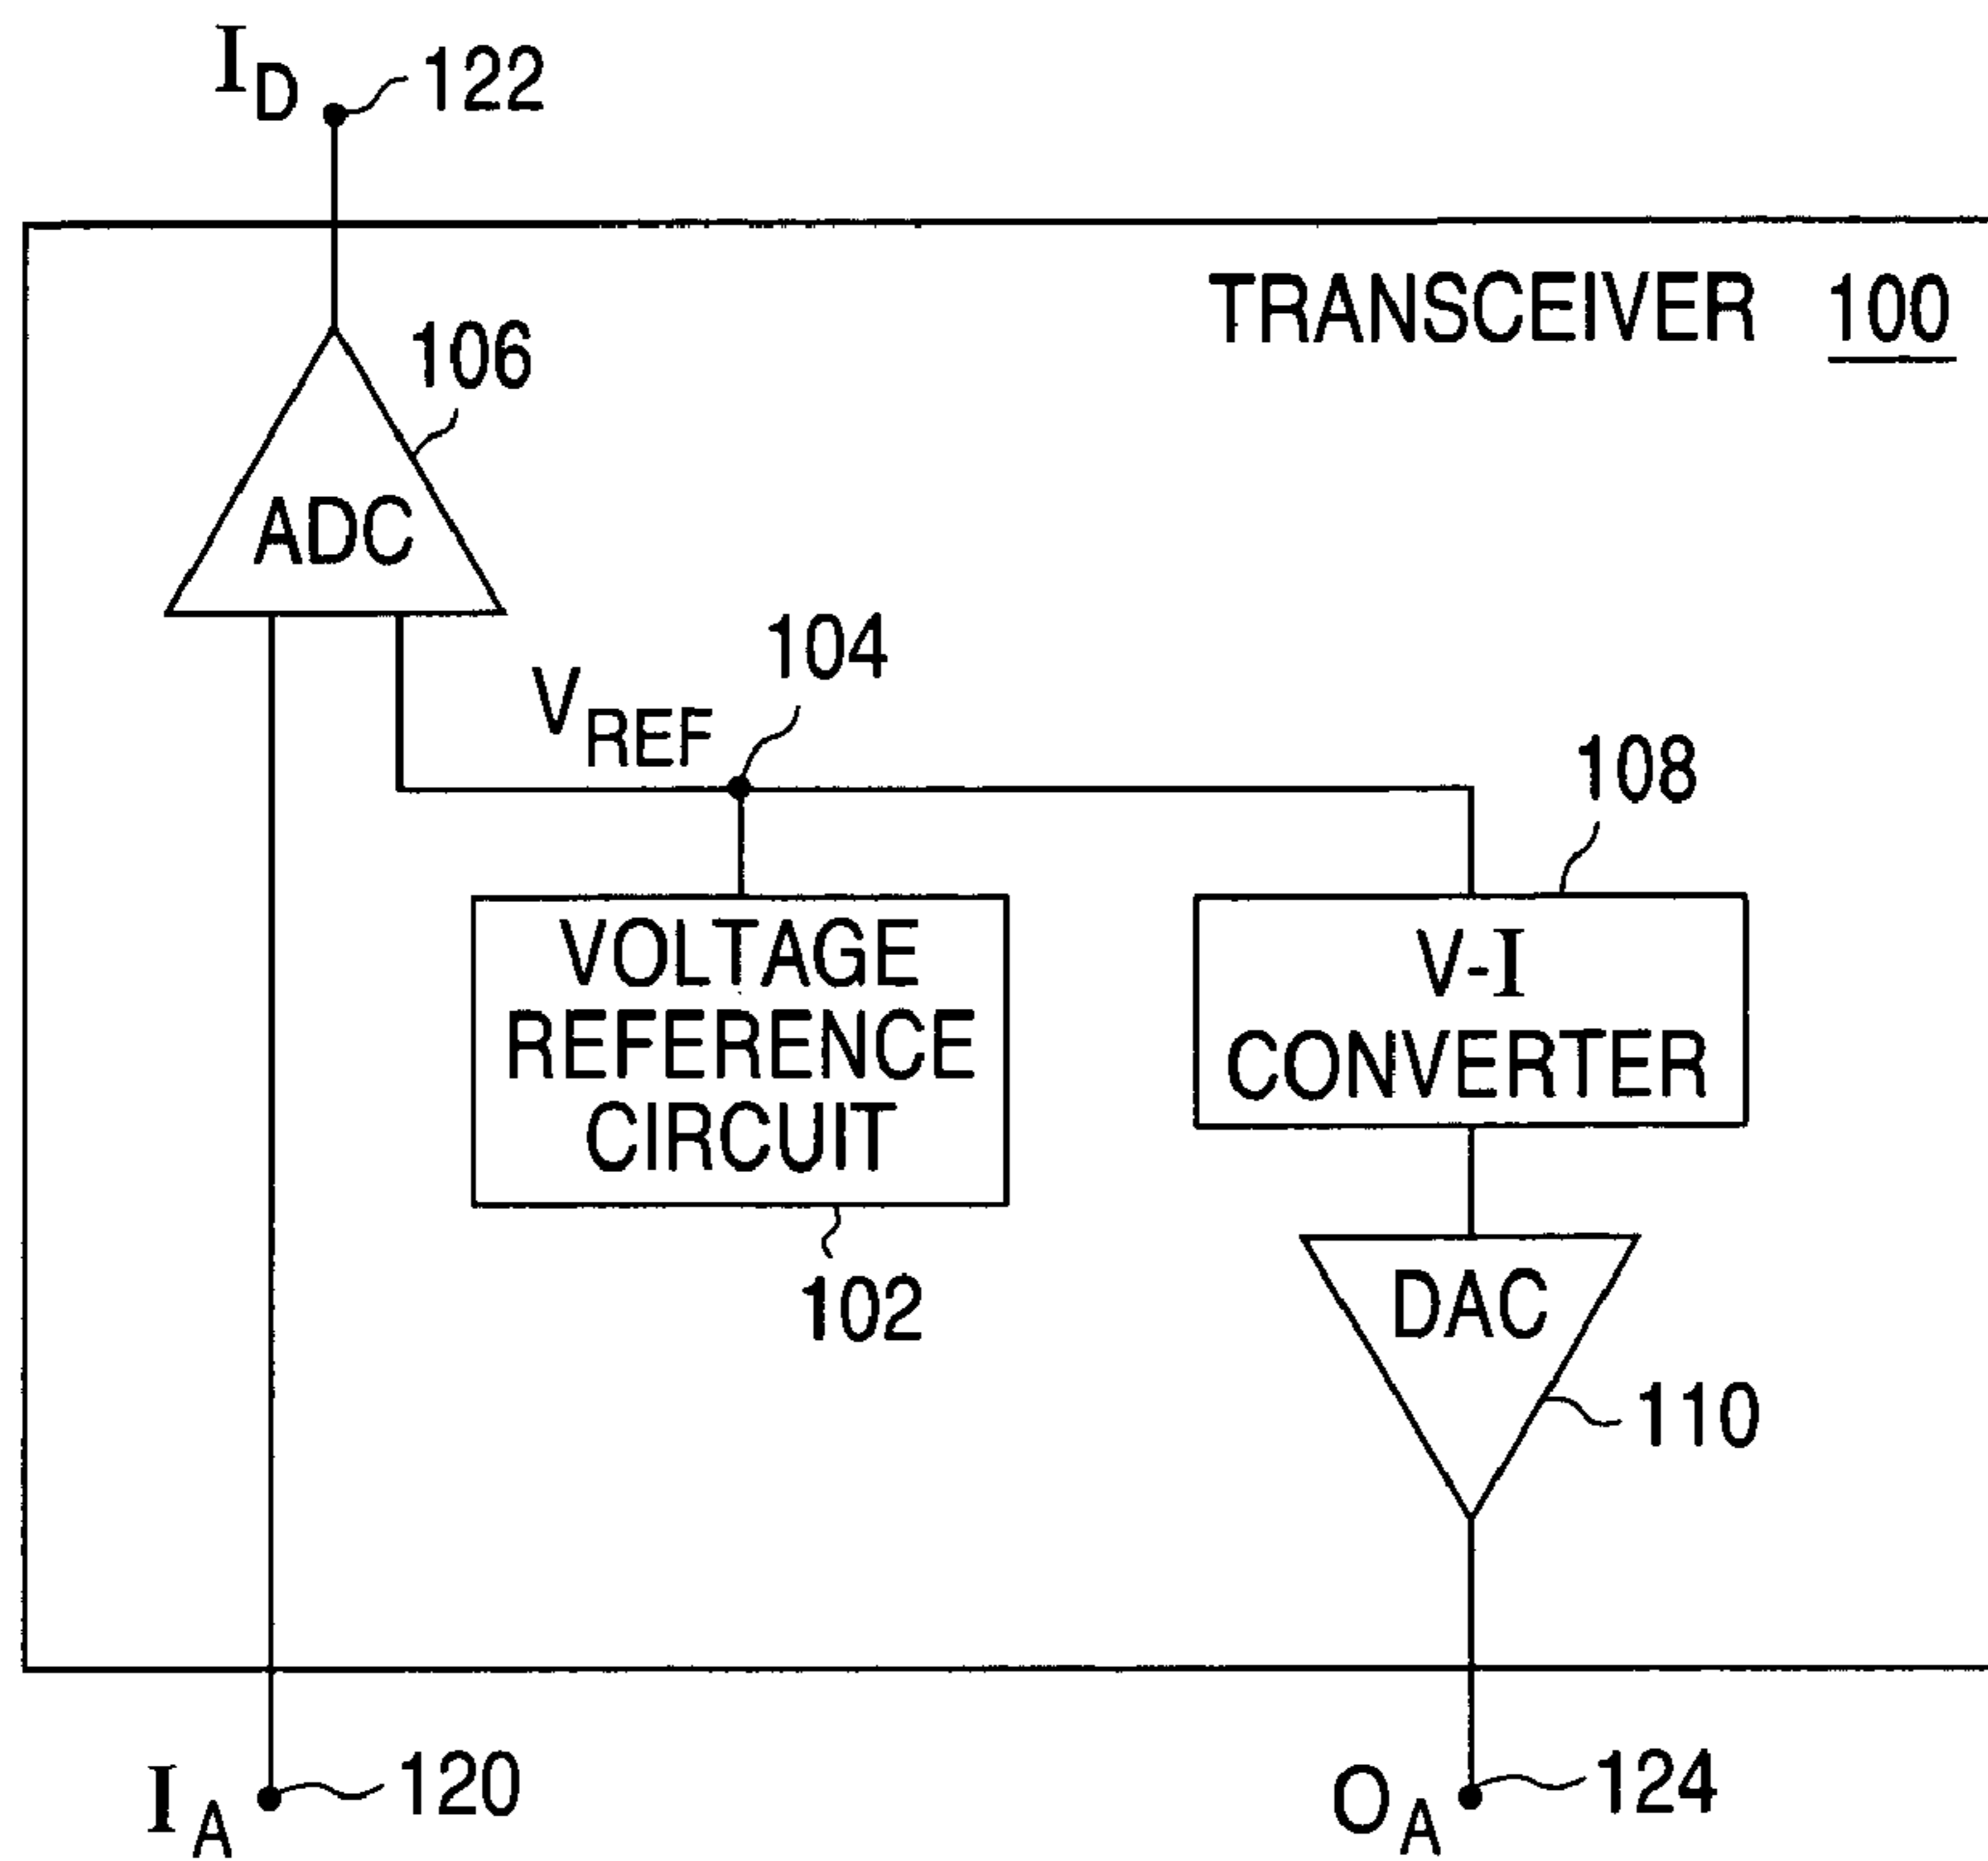 I_D
122
TRANSCEIVER 100
106
ADC
104
V_REF
108
VOLTAGE
REFERENCE
CIRCUIT
V-I
CONVERTER
102
DAC
110
I_A
120
O_A
124